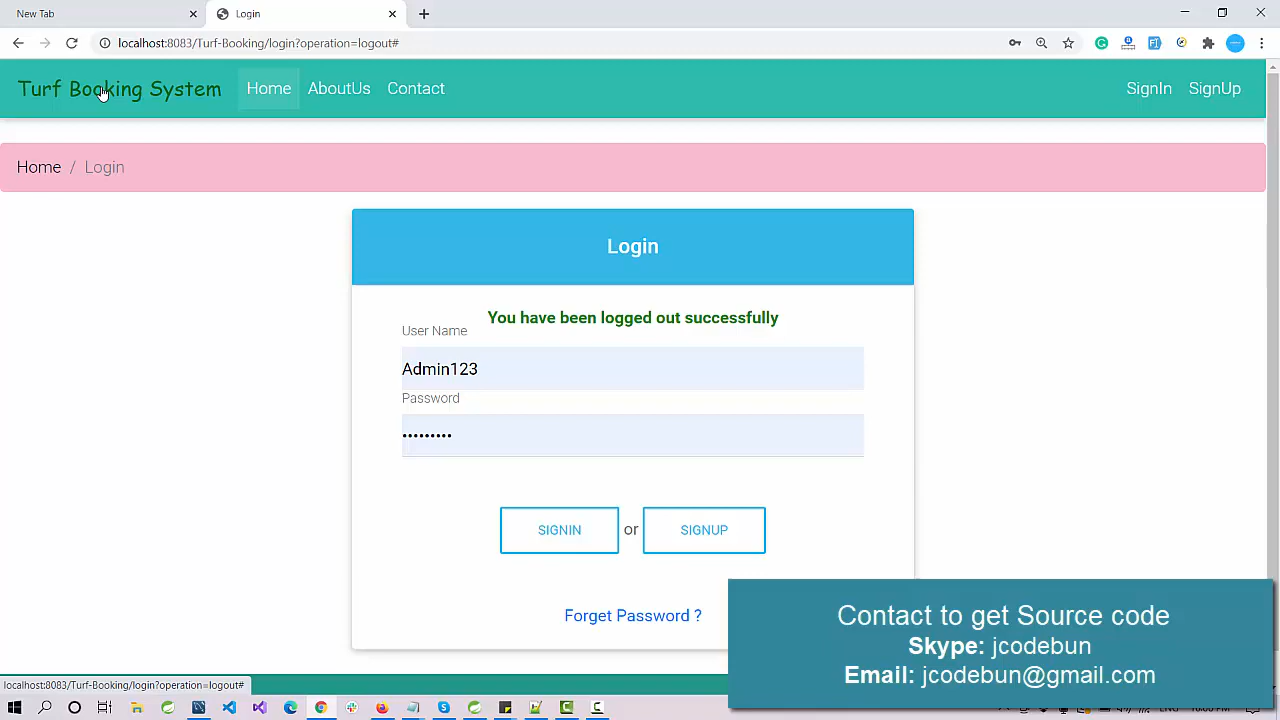 New Tab
Login
localhost:8083/Turf-Booking/login?operation=logout#
Turf Booking System
Home
AboutUs
Contact
SignIn
SignUp
Home / Login
Login
You have been logged out successfully
User Name
Admin123
Password
•••••••••
SIGNIN or SIGNUP
Forget Password ?
Contact to get Source code
Skype: jcodebun
Email: jcodebun@gmail.com
localhost:8083/Turf-Booking/login?operation=logout#